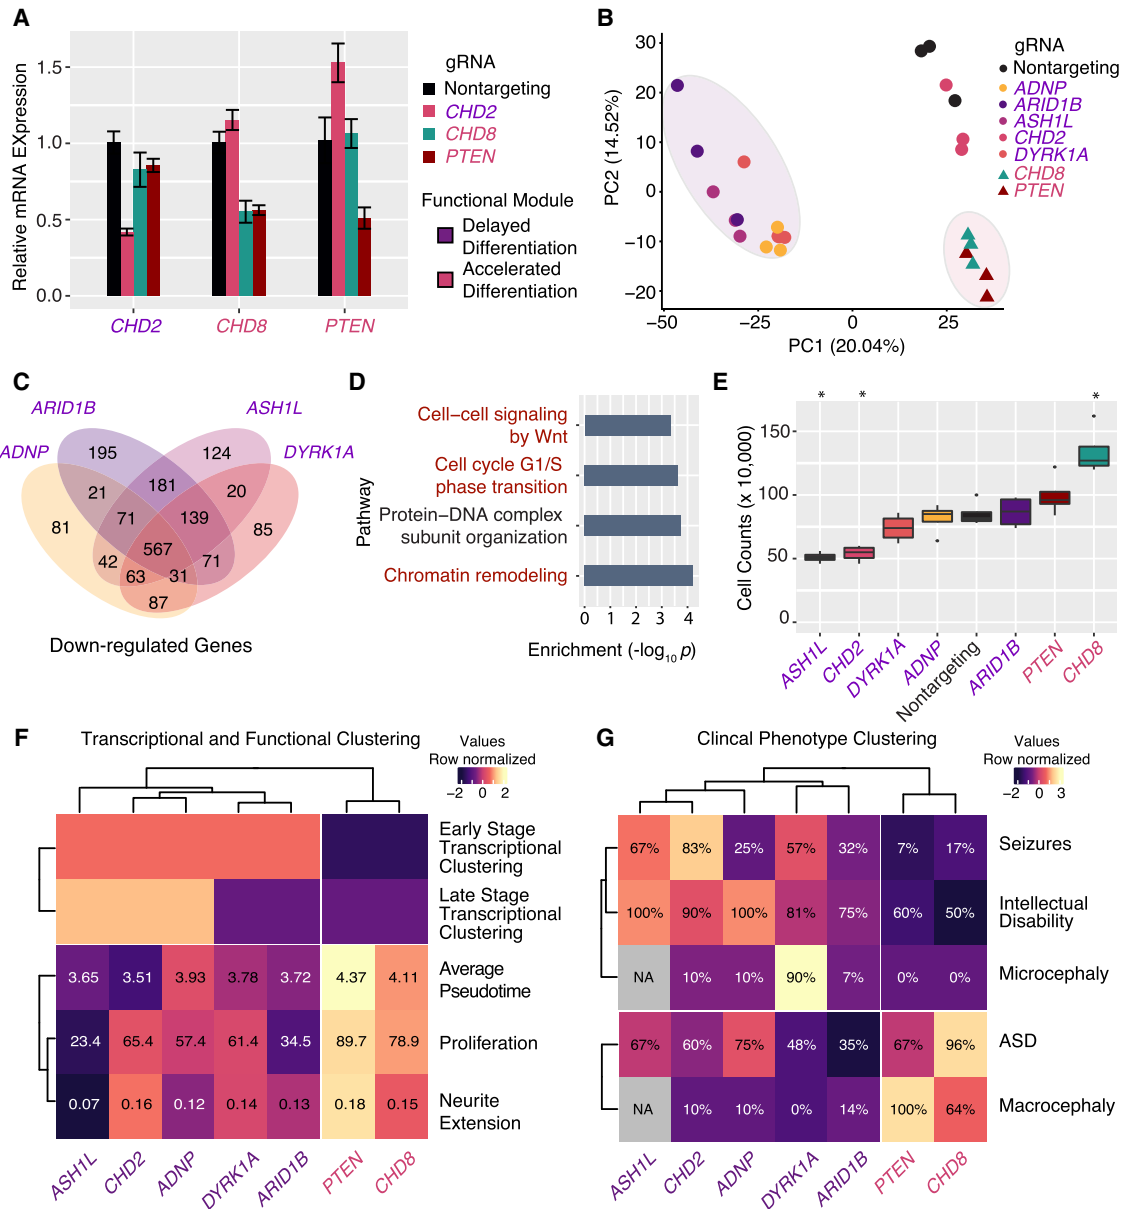 A
Relative mRNA EXpression
1.5
1.0
0.5
0.0
CHD2
CHD8
PTEN
gRNA
Nontargeting
CHD2
CHD8
PTEN
Functional Module
Delayed
Differentiation
Accelerated
Differentiation
B
PC2 (14.52%)
30
20
10
0
−10
−20
−50
−25
0
25
PC1 (20.04%)
gRNA
Nontargeting
ADNP
ARID1B
ASH1L
CHD2
DYRK1A
CHD8
PTEN
C
ARID1B
ASH1L
ADNP
DYRK1A
195
124
21
181
20
81
71
139
85
567
42
71
63
31
87
Down-regulated Genes
D
Pathway
Cell−cell signaling
by Wnt
Cell cycle G1/S
phase transition
Protein−DNA complex
subunit organization
Chromatin remodeling
0 1 2 3 4
Enrichment (-log10 p)
E
* * *
Cell Counts (x 10,000)
150
100
50
0
ASH1L
CHD2
DYRK1A
ADNP
Nontargeting
ARID1B
PTEN
CHD8
F
Transcriptional and Functional Clustering
Values
Row normalized
−2 0 2
Early Stage
Transcriptional
Clustering
Late Stage
Transcriptional
Clustering
3.65 3.51 3.93 3.78 3.72 4.37 4.11
Average
Pseudotime
23.4 65.4 57.4 61.4 34.5 89.7 78.9
Proliferation
0.07 0.16 0.12 0.14 0.13 0.18 0.15
Neurite
Extension
ASH1L
CHD2
ADNP
DYRK1A
ARID1B
PTEN
CHD8
G
Clincal Phenotype Clustering
Values
Row normalized
−2 0 3
67% 83% 25% 57% 32% 7% 17%
Seizures
100% 90% 100% 81% 75% 60% 50%
Intellectual
Disability
NA 10% 10% 90% 7% 0% 0%
Microcephaly
67% 60% 75% 48% 35% 67% 96%
ASD
NA 10% 10% 0% 14% 100% 64%
Macrocephaly
ASH1L
CHD2
ADNP
DYRK1A
ARID1B
PTEN
CHD8